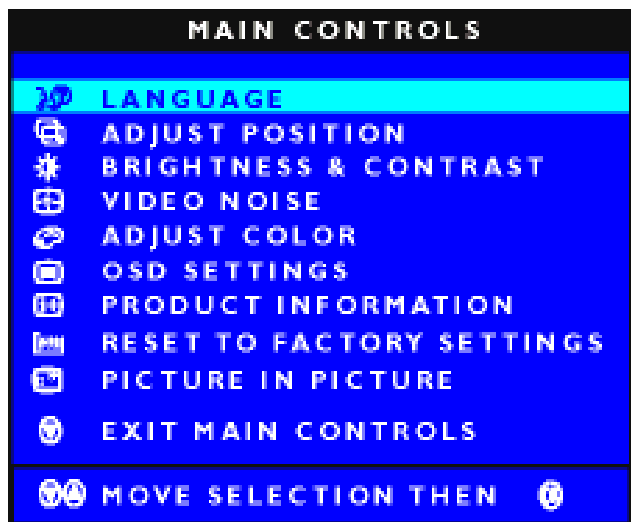 MAIN CONTROLS
LANGUAGE
ADJUST POSITION
BRIGHTNESS & CONTRAST
VIDEO NOISE
ADJUST COLOR
OSD SETTINGS
PRODUCT INFORMATION
RESET TO FACTORY SETTINGS
PICTURE IN PICTURE
EXIT MAIN CONTROLS
MOVE SELECTION THEN